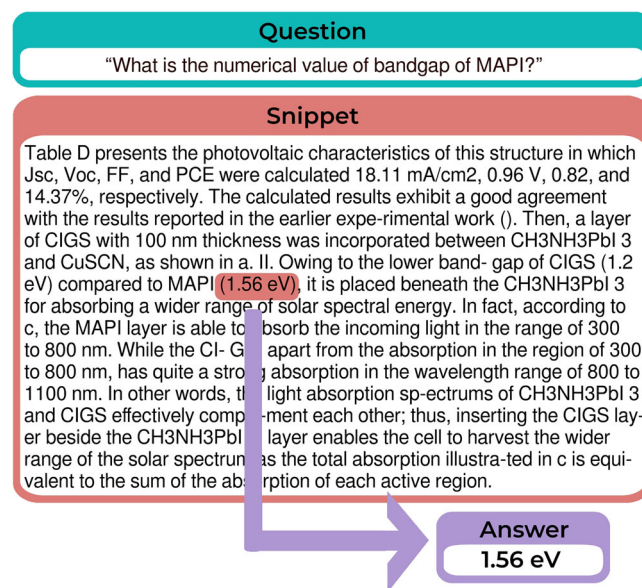 Question
“What is the numerical value of bandgap of MAPI?”
Snippet
Table D presents the photovoltaic characteristics of this structure in which
Jsc, Voc, FF, and PCE were calculated 18.11 mA/cm2, 0.96 V, 0.82, and
14.37%, respectively. The calculated results exhibit a good agreement
with the results reported in the earlier expe-rimental work (). Then, a layer
of CIGS with 100 nm thickness was incorporated between CH3NH3PbI 3
and CuSCN, as shown in a. II. Owing to the lower band- gap of CIGS (1.2
eV) compared to MAPI (1.56 eV), it is placed beneath the CH3NH3PbI 3
for absorbing a wider range of solar spectral energy. In fact, according to
c, the MAPI layer is able to absorb the incoming light in the range of 300
to 800 nm. While the CI- G apart from the absorption in the region of 300
to 800 nm, has quite a strong absorption in the wavelength range of 800 to
1100 nm. In other words, the light absorption sp-ectrums of CH3NH3PbI 3
and CIGS effectively comp -ment each other; thus, inserting the CIGS lay-
er beside the CH3NH3PbI layer enables the cell to harvest the wider
range of the solar spectrum as the total absorption illustra-ted in c is equi-
valent to the sum of the absorption of each active region.
Answer
1.56 eV